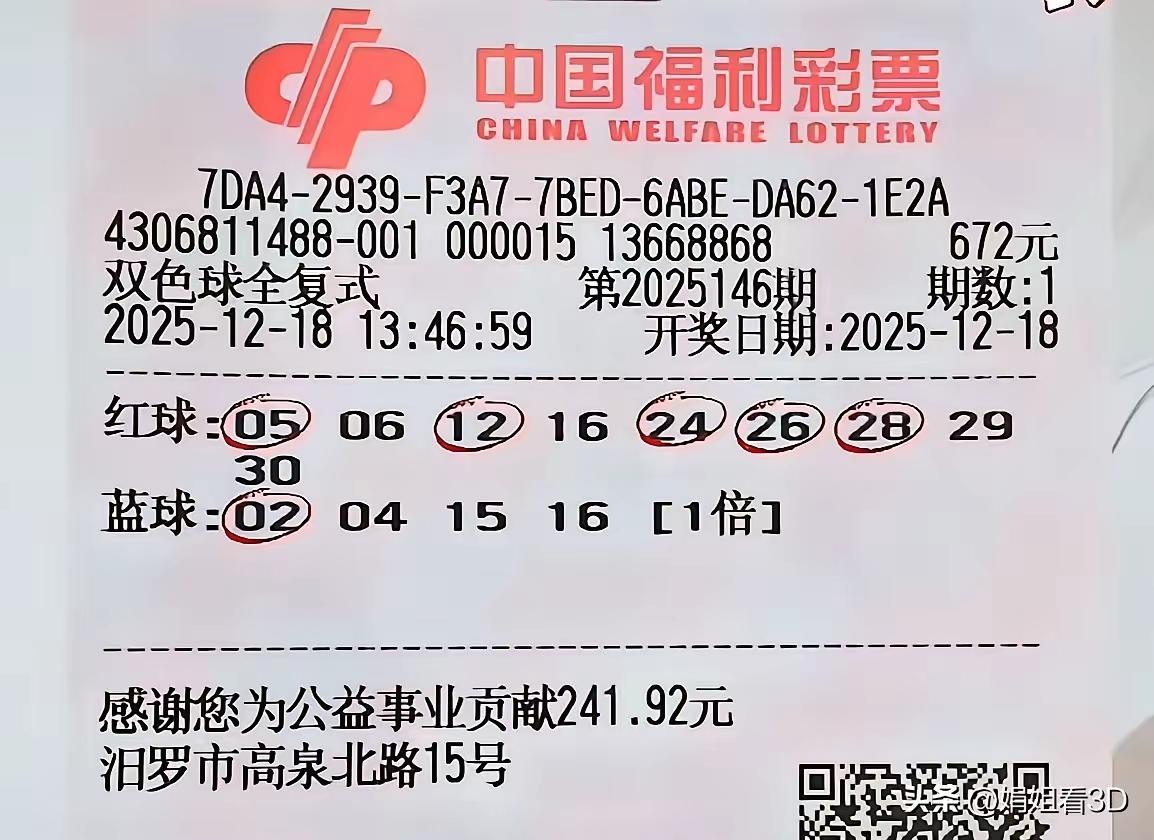 中国福利彩票
CHINA WELFARE LOTTERY
7DA4-2939-F3A7-7BED-6ABE-DA62-1E2A
4306811488-001 000015 13668868 672元
双色球全复式 第2025146期 期数:1
2025-12-18 13:46:59 开奖日期:2025-12-18
红球:05 06 12 16 24 26 28 29
30
蓝球:02 04 15 16 [1倍]
感谢您为公益事业贡献241.92元
汨罗市高泉北路15号
头条 @娟姐看3D